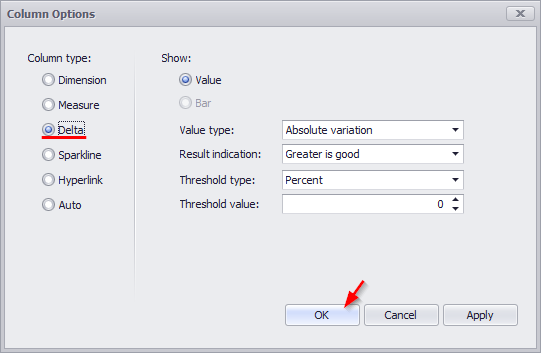 Column Options
Column type:
Dimension
Measure
Delta
Sparkline
Hyperlink
Auto
Show:
Value
Bar
Value type: Absolute variation
Result indication: Greater is good
Threshold type: Percent
Threshold value: 0
OK Cancel Apply